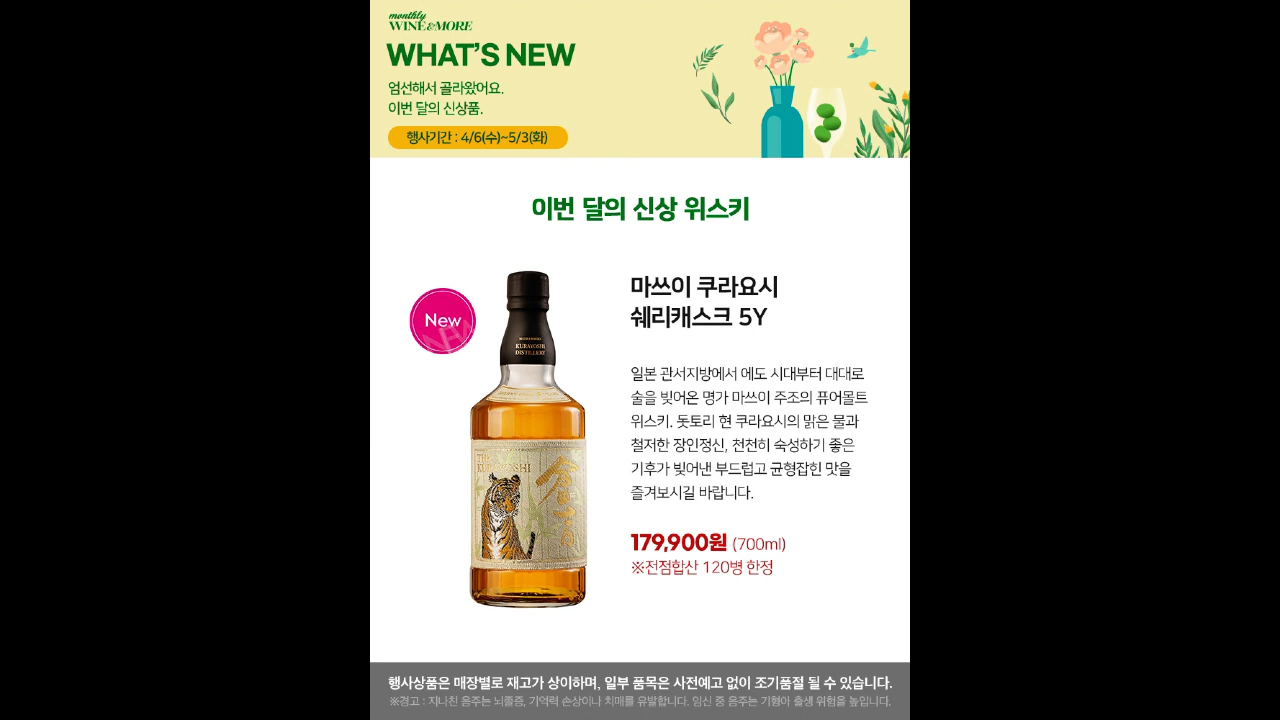 monthly
WINE & MORE
WHAT'S NEW
엄선해서 골라왔어요.
이번 달의 신상품.
행사기간 : 4/6(수)~5/3(화)
이번 달의 신상 위스키
New
마쓰이 쿠라요시
쉐리캐스크 5Y
일본 관서지방에서 에도 시대부터 대대로
술을 빚어온 명가 마쓰이 주조의 퓨어몰트
위스키. 돗토리 현 쿠라요시의 맑은 물과
철저한 장인정신, 천천히 숙성하기 좋은
기후가 빚어낸 부드럽고 균형잡힌 맛을
즐겨보시길 바랍니다.
179,900원 (700ml)
※전점합산 120병 한정
KURAYOSHI
DISTILLERY
THE
KURAYOSHI
倉吉
행사상품은 매장별로 재고가 상이하며, 일부 품목은 사전예고 없이 조기품절 될 수 있습니다.
※경고 : 지나친 음주는 뇌졸중, 기억력 손상이나 치매를 유발합니다. 임신 중 음주는 기형아 출생 위험을 높입니다.